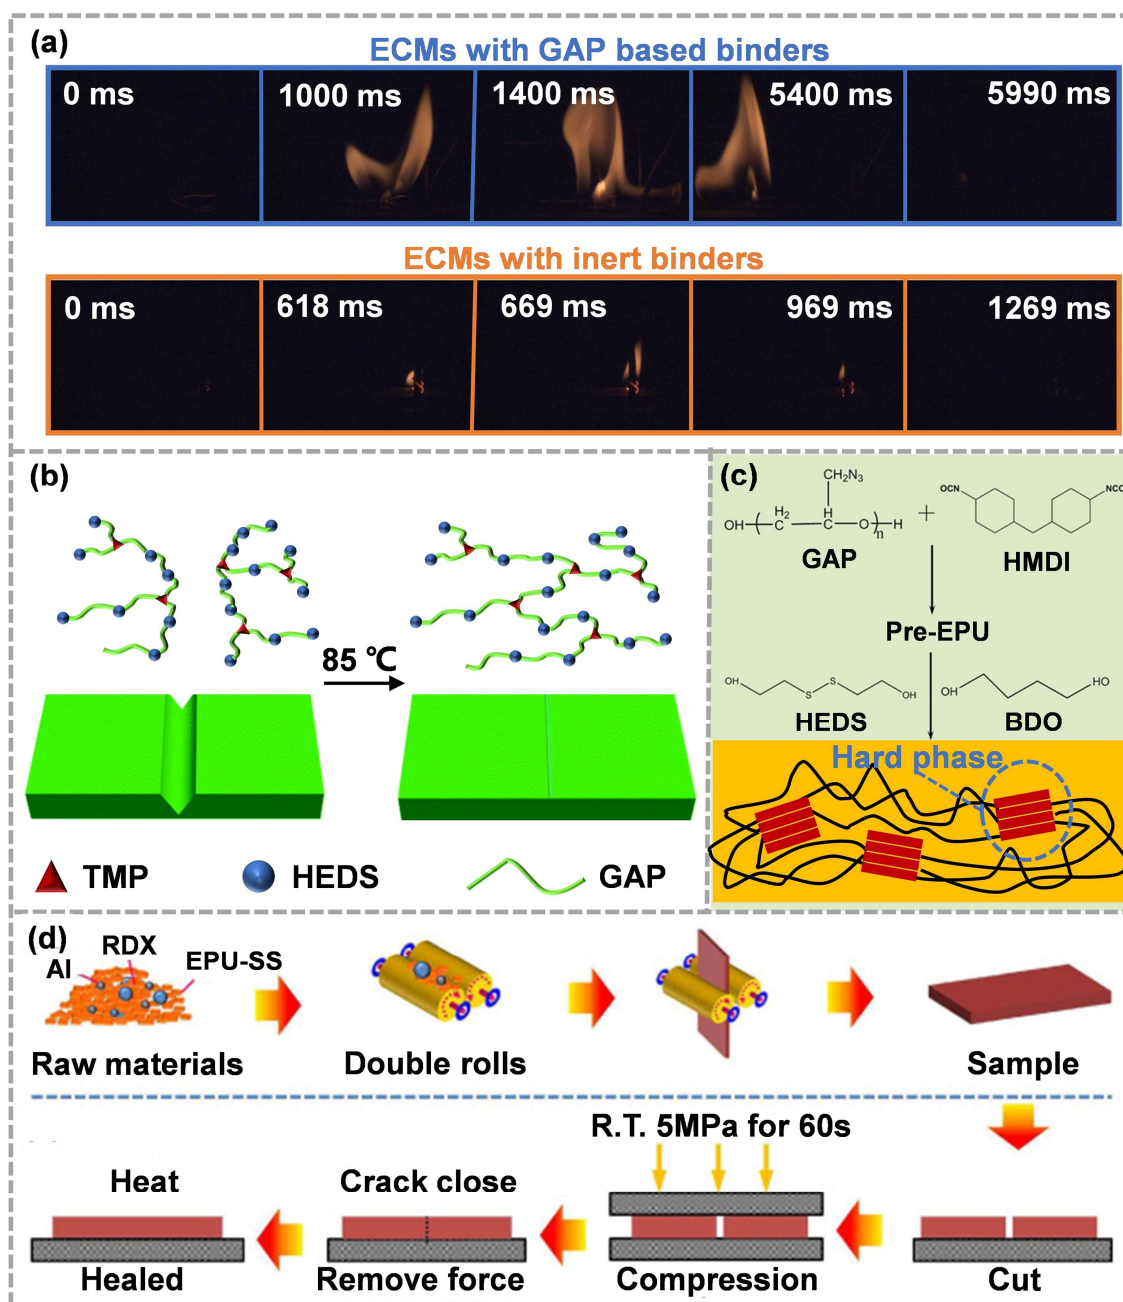 (a)
ECMs with GAP based binders
0 ms
1000 ms
1400 ms
5400 ms
5990 ms
ECMs with inert binders
0 ms
618 ms
669 ms
969 ms
1269 ms
(b)
85 ℃
TMP
HEDS
GAP
(c)
CH₂N₃
OH
H₂
C
C
H
O
n
H
+
OCN
NCO
GAP
HMDI
Pre-EPU
OH
S
S
OH
OH
HO
HEDS
BDO
Hard phase
(d)
RDX
Al
EPU-SS
Raw materials
Double rolls
Sample
R.T. 5MPa for 60s
Heat
Crack close
Healed
Remove force
Compression
Cut